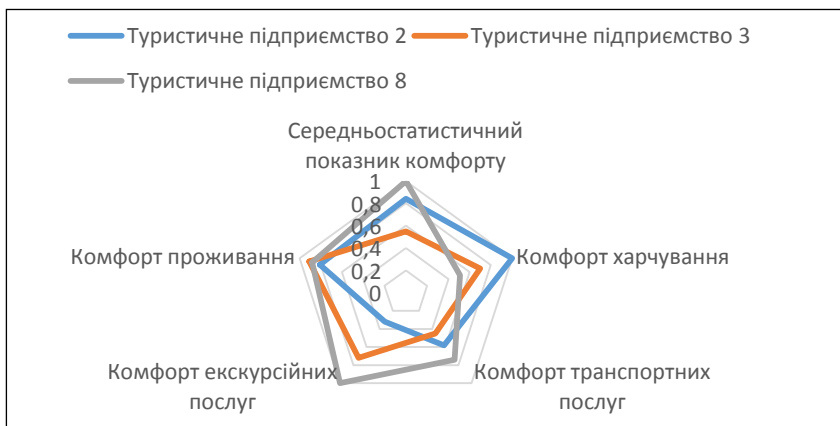 Туристичне підприємство 2
Туристичне підприємство 3
Туристичне підприємство 8
Середньостатистичний
показник комфорту
1
0,8
0,6
0,4
0,2
0
Комфорт харчування
Комфорт транспортних
послуг
Комфорт екскурсійних
послуг
Комфорт проживання